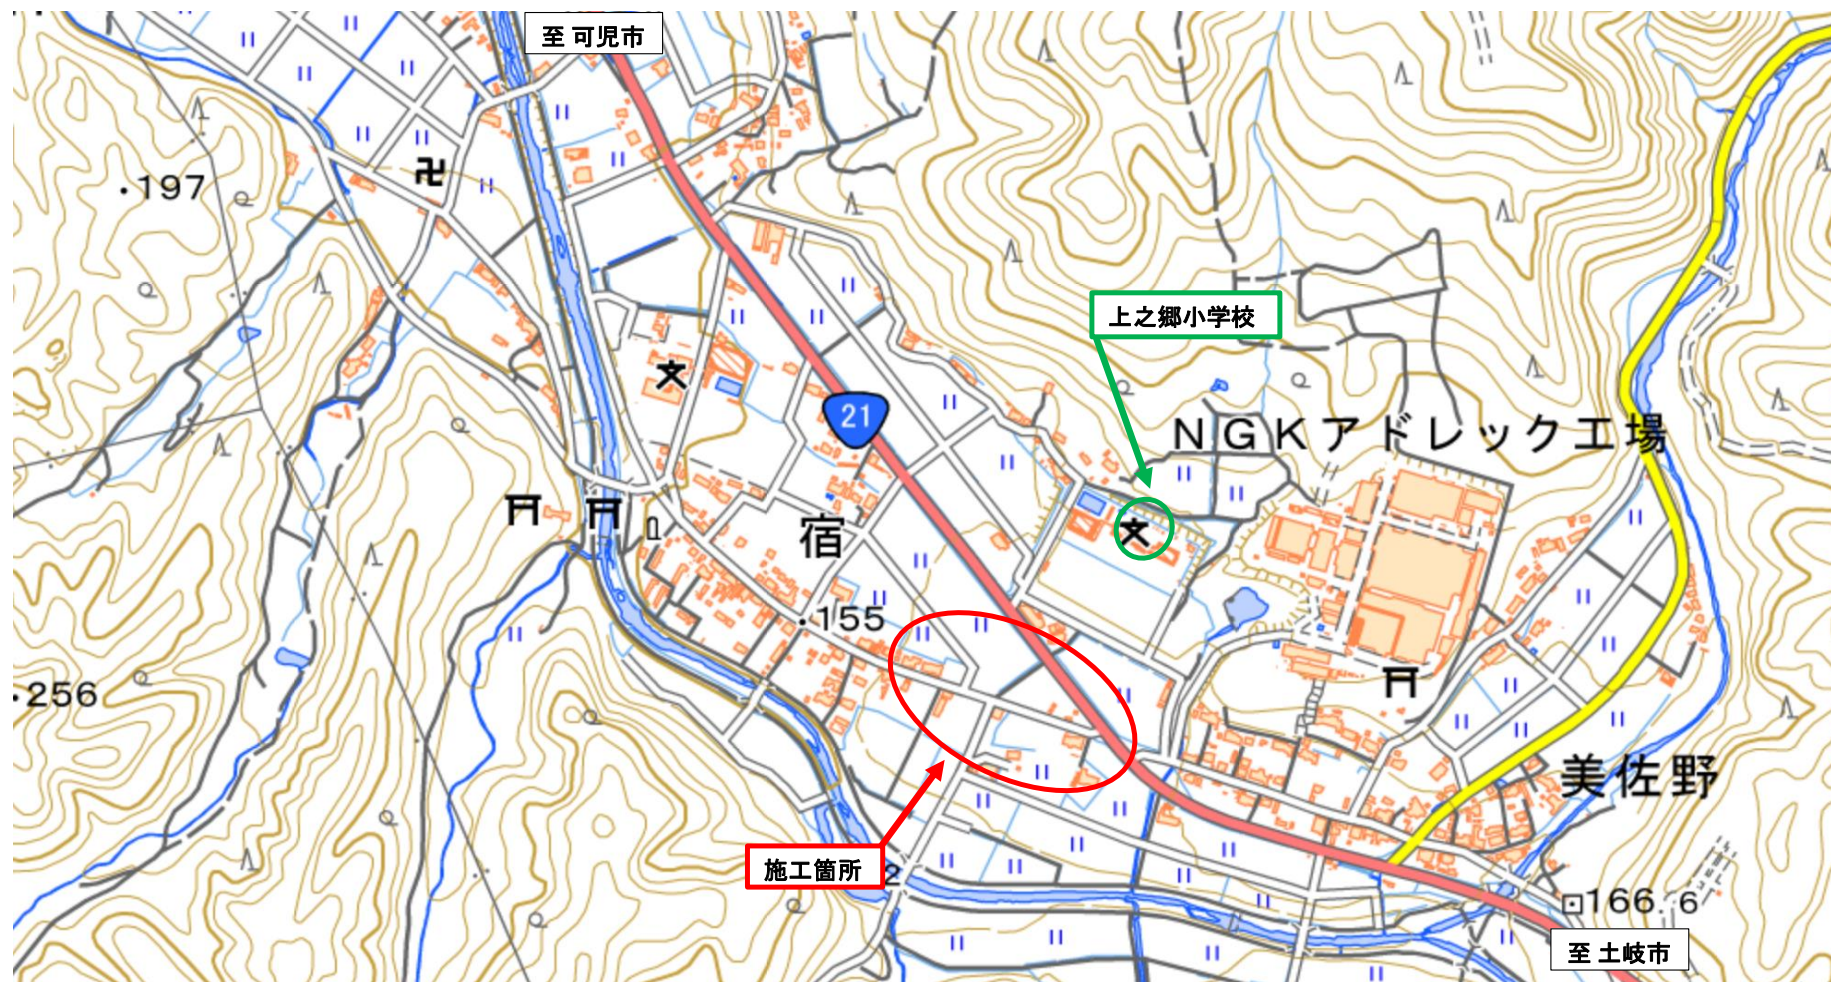 至 可児市
197
上之郷小学校
21
NGKアドレック工場
宿
155
256
美佐野
施工箇所
2
166.6
至 土岐市